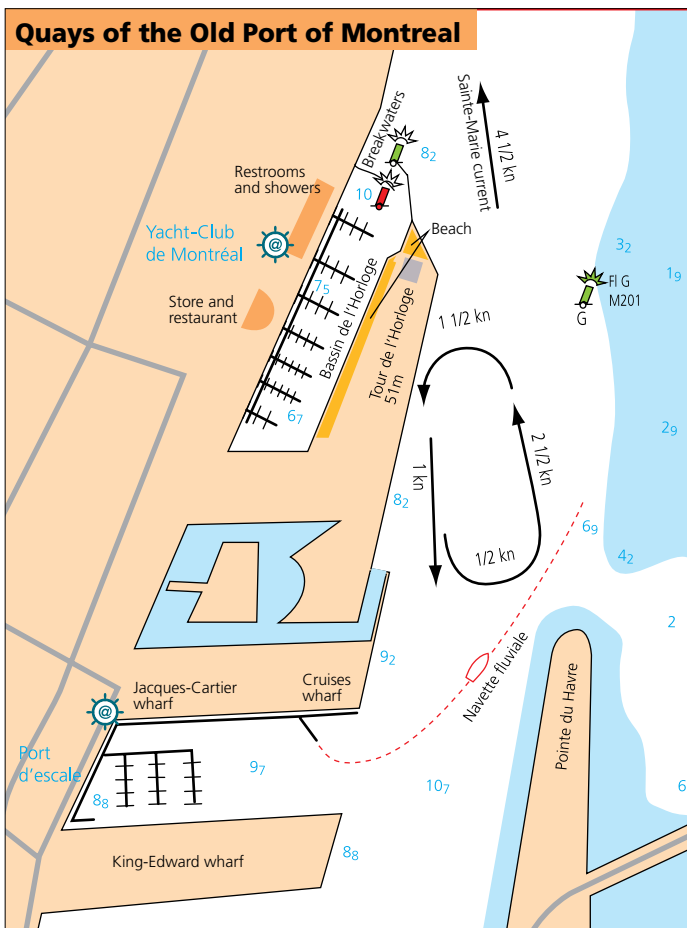 Quays of the Old Port of Montreal
Breakwaters
8₂
Sainte-Marie current
4 1/2 kn
Restrooms
and showers
10
Yacht-Club
de Montréal
@
Beach
3₂
1₉
Fl G
M201
G
7₅
Store and
restaurant
Bassin de l'Horloge
Tour de l'Horloge
51m
1 1/2 kn
6₇
2₉
1 kn
2 1/2 kn
8₂
6₉
1/2 kn
4₂
2
9₂
Navette fluviale
Jacques-Cartier
wharf
Cruises
wharf
@
Pointe du Havre
Port
d'escale
9₇
10₇
6
8₈
8₈
King-Edward wharf